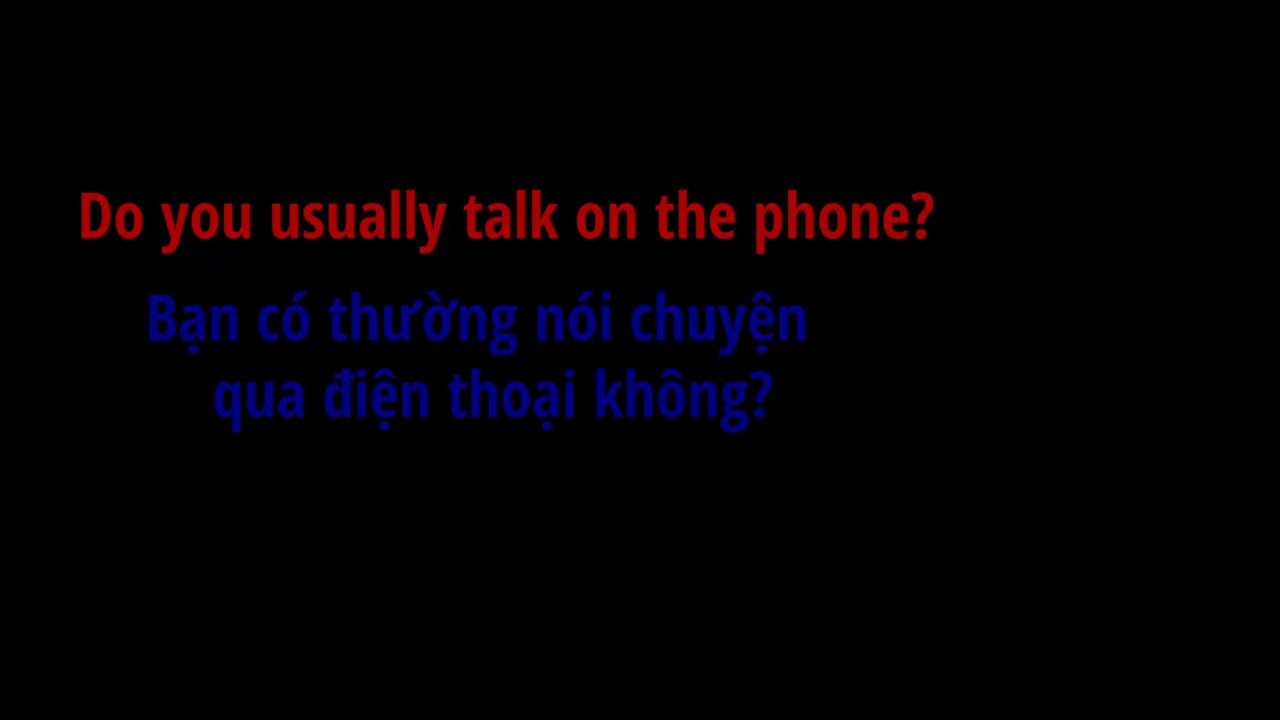 Do you usually talk on the phone?
Bạn có thường nói chuyện
qua điện thoại không?